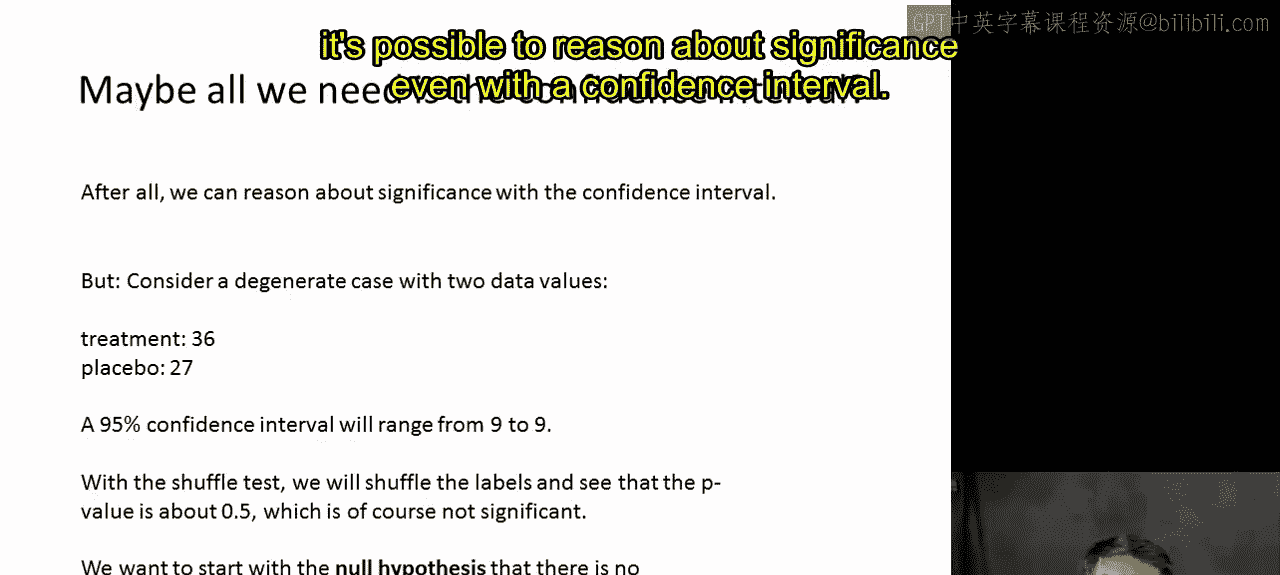 GPT中英字幕课程资源@bilibili.com
it's possible to reason about significance
even with a confidence interval.
Maybe all we need
After all, we can reason about significance with the confidence interval.
But: Consider a degenerate case with two data values:
treatment: 36
placebo: 27
A 95% confidence interval will range from 9 to 9.
With the shuffle test, we will shuffle the labels and see that the p-
value is about 0.5, which is of course not significant.
We want to start with the null hypothesis that there is no